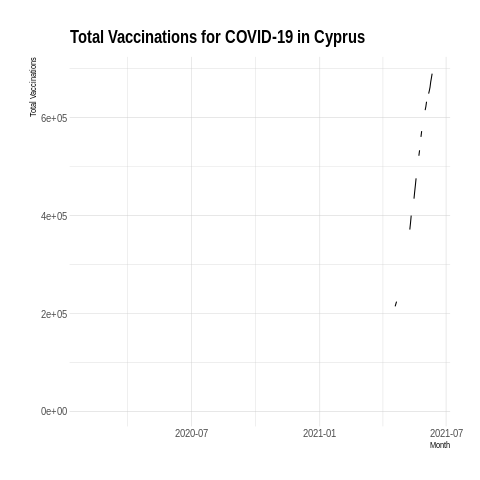 Total Vaccinations for COVID-19 in Cyprus
Total Vaccinations
6e+05
4e+05
2e+05
0e+00
2020-07
2021-01
2021-07
Month